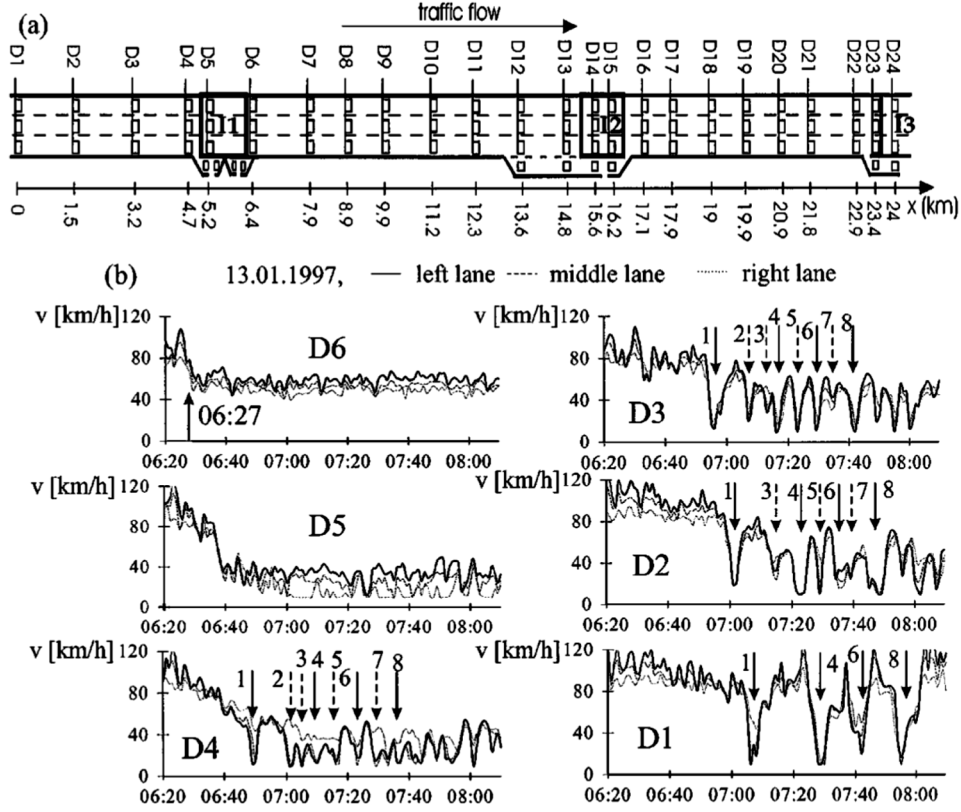 (a) traffic flow
D1 D2 D3 D4 D5 D6 D7 D8 D9 D10 D11 D12 D13 D14 D15 D16 D17 D18 D19 D20 D21 D22 D23 D24
I1 I2 I3
0 1.5 3.2 4.7 5.2 6.4 7.9 8.9 9.9 11.2 12.3 13.6 14.8 15.6 16.2 17.1 17.9 19 19.9 20.9 21.8 22.9 23.4 24 x (km)
(b) 13.01.1997, left lane middle lane right lane
v [km/h] 120
80
40
0
D6
06:27
06:20 06:40 07:00 07:20 07:40 08:00
v [km/h] 120
80
40
0
1 2 3 4 5 6 7 8
D3
06:20 06:40 07:00 07:20 07:40 08:00
v [km/h] 120
80
40
0
D5
06:20 06:40 07:00 07:20 07:40 08:00
v [km/h] 120
80
40
0
1 3 4 5 6 7 8
D2
06:20 06:40 07:00 07:20 07:40 08:00
v [km/h] 120
80
40
0
1 2 3 4 5 6 7 8
D4
06:20 06:40 07:00 07:20 07:40 08:00
v [km/h] 120
80
40
0
1 4 6 8
D1
06:20 06:40 07:00 07:20 07:40 08:00